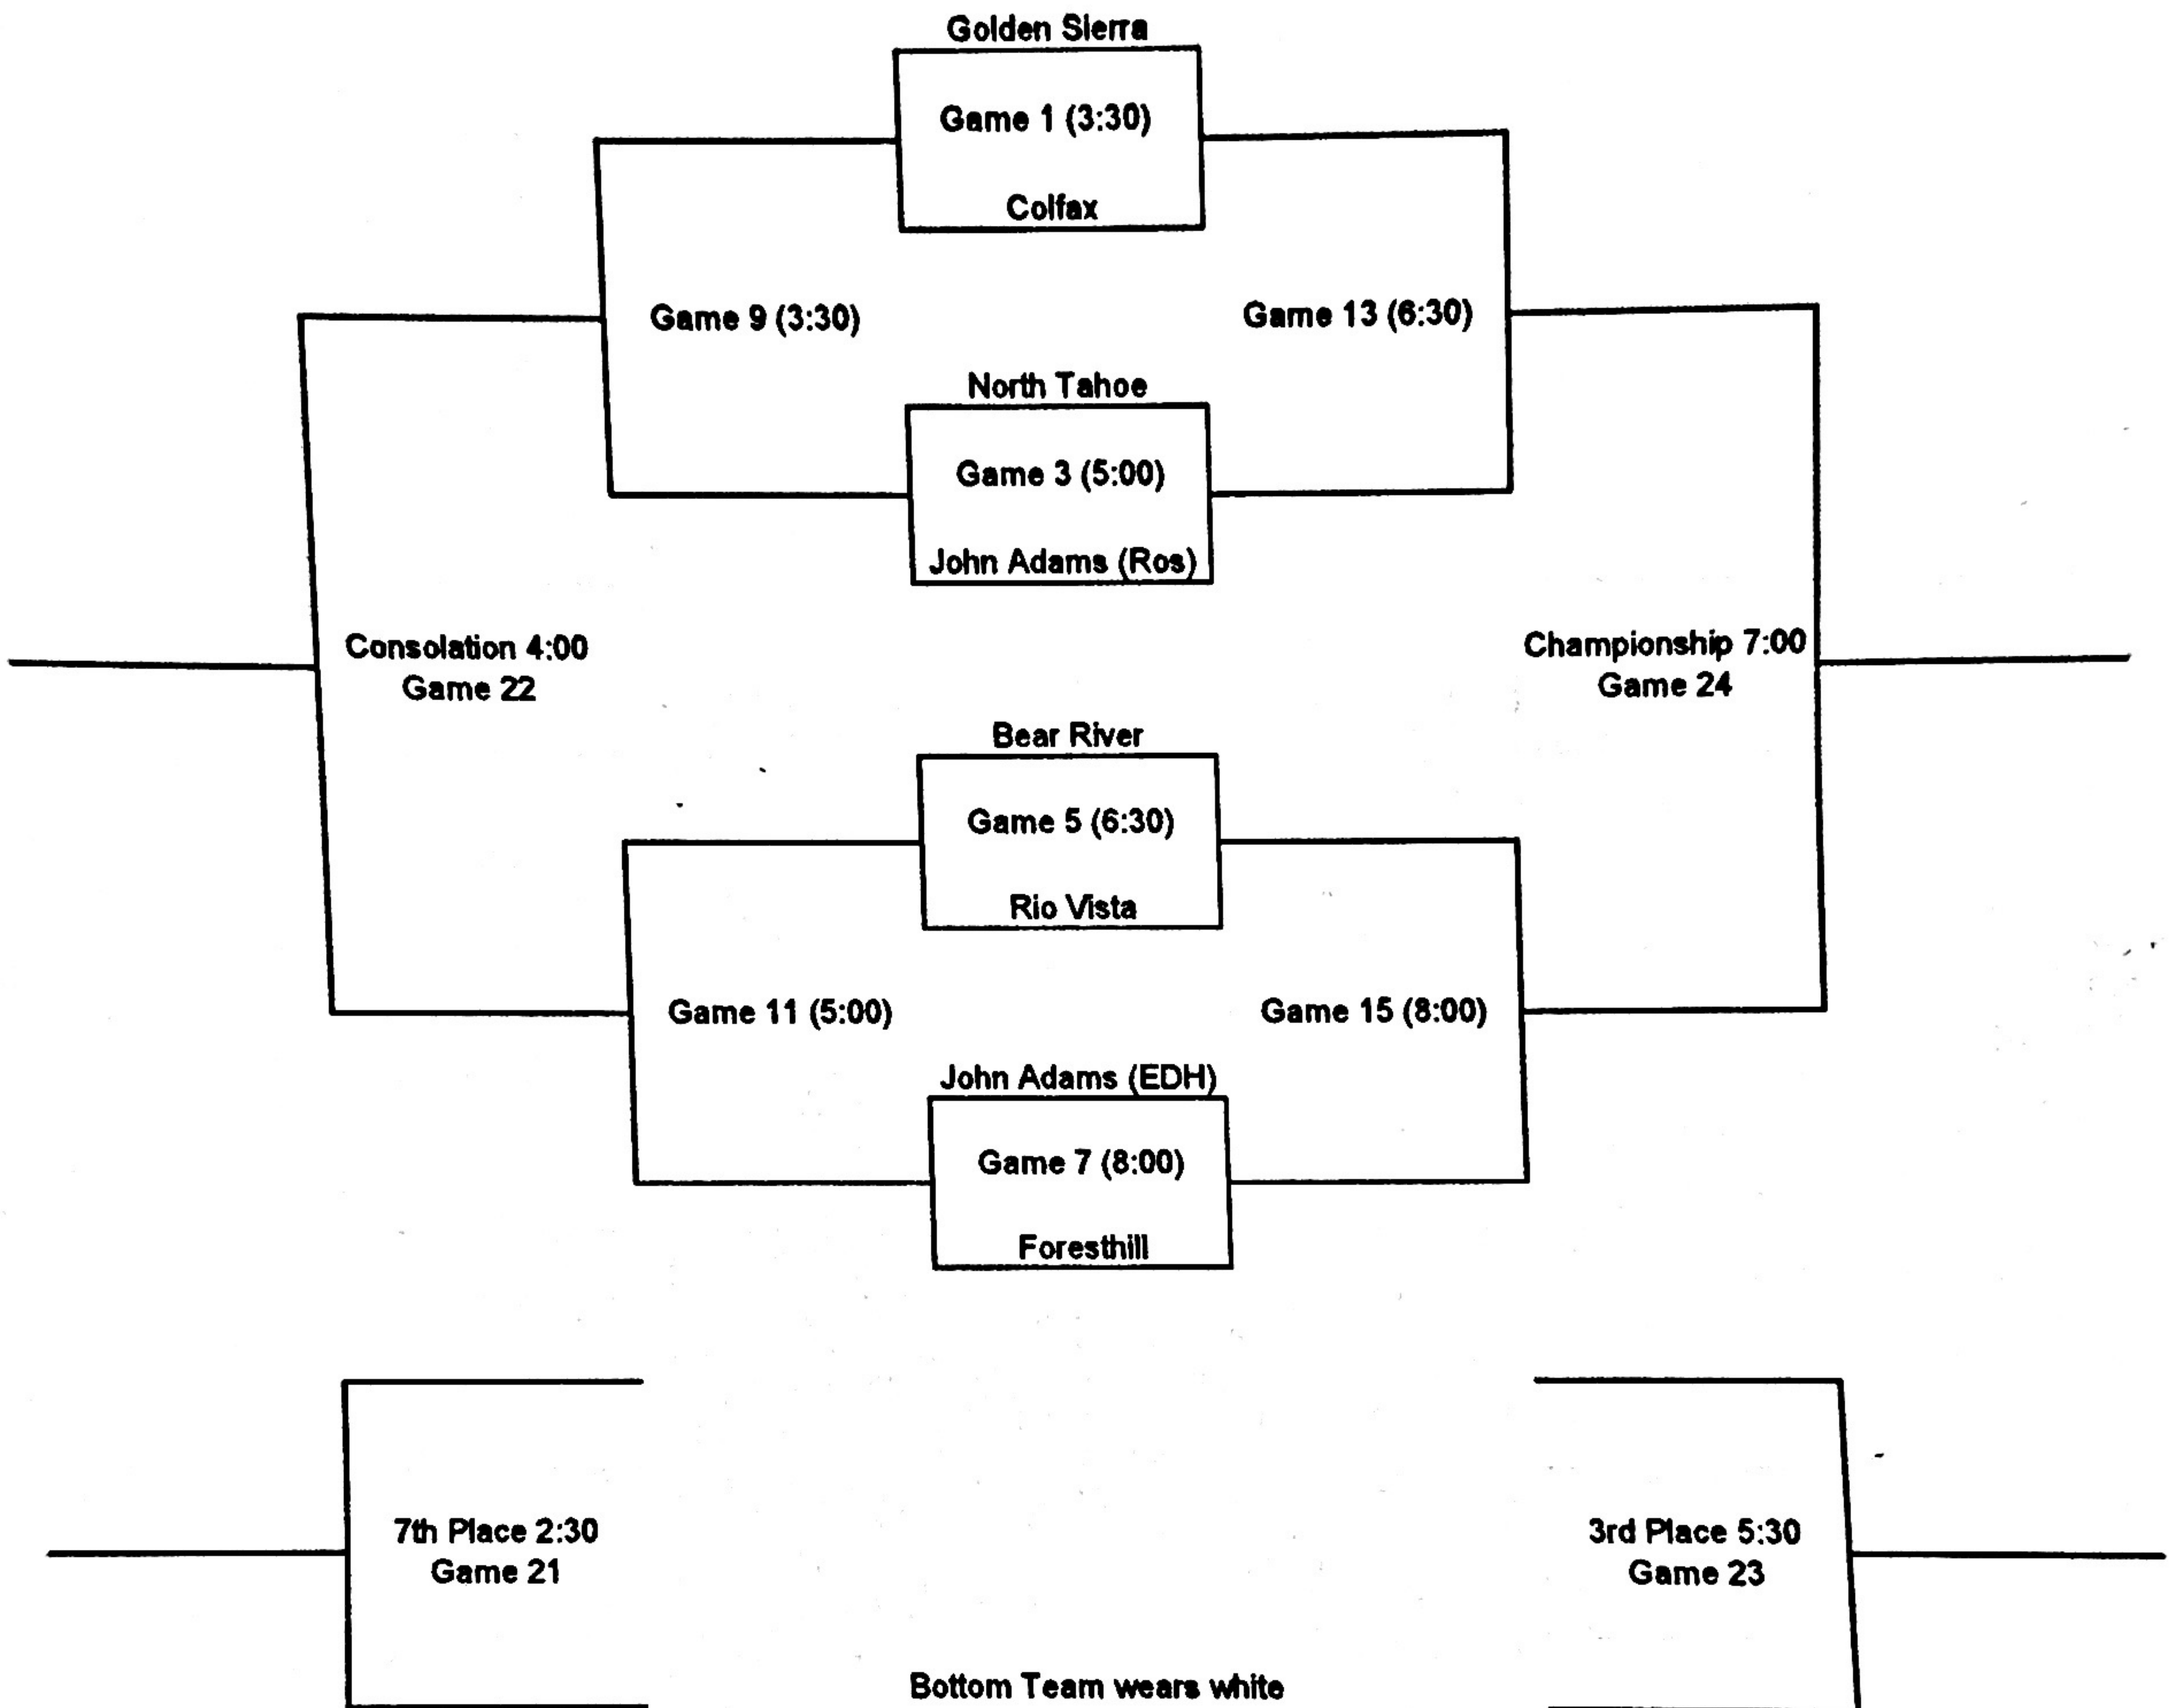 Golden Sierra
Game 1 (3:30)
Colfax
Game 9 (3:30)
Game 13 (6:30)
North Tahoe
Game 3 (5:00)
John Adams (Ros)
Consolation 4:00
Game 22
Championship 7:00
Game 24
Bear River
Game 5 (6:30)
Rio Vista
Game 11 (5:00)
Game 15 (8:00)
John Adams (EDH)
Game 7 (8:00)
Foresthill
7th Place 2:30
Game 21
3rd Place 5:30
Game 23
Bottom Team wears white